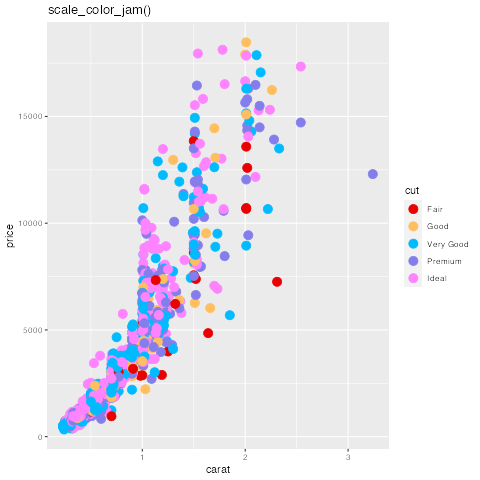 scale_color_jam()
15000
10000
5000
0
price
1
2
3
carat
cut
Fair
Good
Very Good
Premium
Ideal